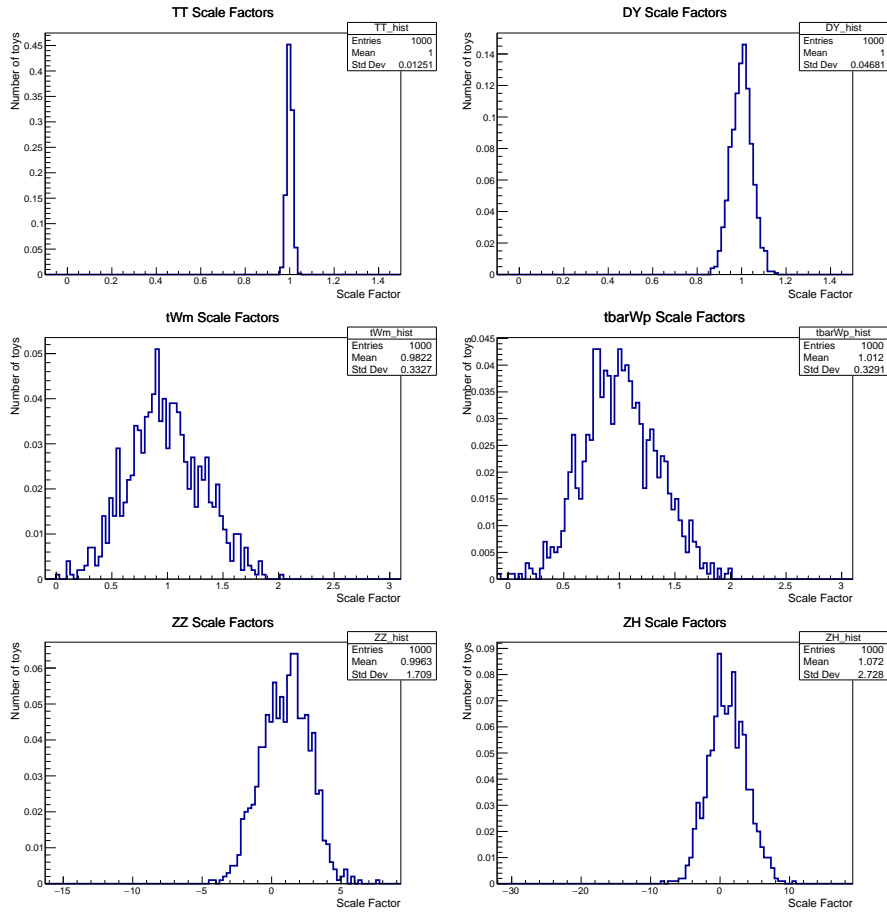 TT Scale Factors
TT_hist
Entries 1000
Mean 1
Std Dev 0.01251
Number of toys
0.45
0.4
0.35
0.3
0.25
0.2
0.15
0.1
0.05
0
0 0.2 0.4 0.6 0.8 1 1.2 1.4
Scale Factor
DY Scale Factors
DY_hist
Entries 1000
Mean 1
Std Dev 0.04681
Number of toys
0.14
0.12
0.1
0.08
0.06
0.04
0.02
0
0 0.2 0.4 0.6 0.8 1 1.2 1.4
Scale Factor
tWm Scale Factors
tWm_hist
Entries 1000
Mean 0.9822
Std Dev 0.3327
Number of toys
0.05
0.04
0.03
0.02
0.01
0
0 0.5 1 1.5 2 2.5 3
Scale Factor
tbarWp Scale Factors
tbarWp_hist
Entries 1000
Mean 1.012
Std Dev 0.3291
Number of toys
0.045
0.04
0.035
0.03
0.025
0.02
0.015
0.01
0.005
0
0 0.5 1 1.5 2 2.5 3
Scale Factor
ZZ Scale Factors
ZZ_hist
Entries 1000
Mean 0.9963
Std Dev 1.709
Number of toys
0.06
0.05
0.04
0.03
0.02
0.01
0
−15 −10 −5 0 5
Scale Factor
ZH Scale Factors
ZH_hist
Entries 1000
Mean 1.072
Std Dev 2.728
Number of toys
0.09
0.08
0.07
0.06
0.05
0.04
0.03
0.02
0.01
0
−30 −20 −10 0 10
Scale Factor